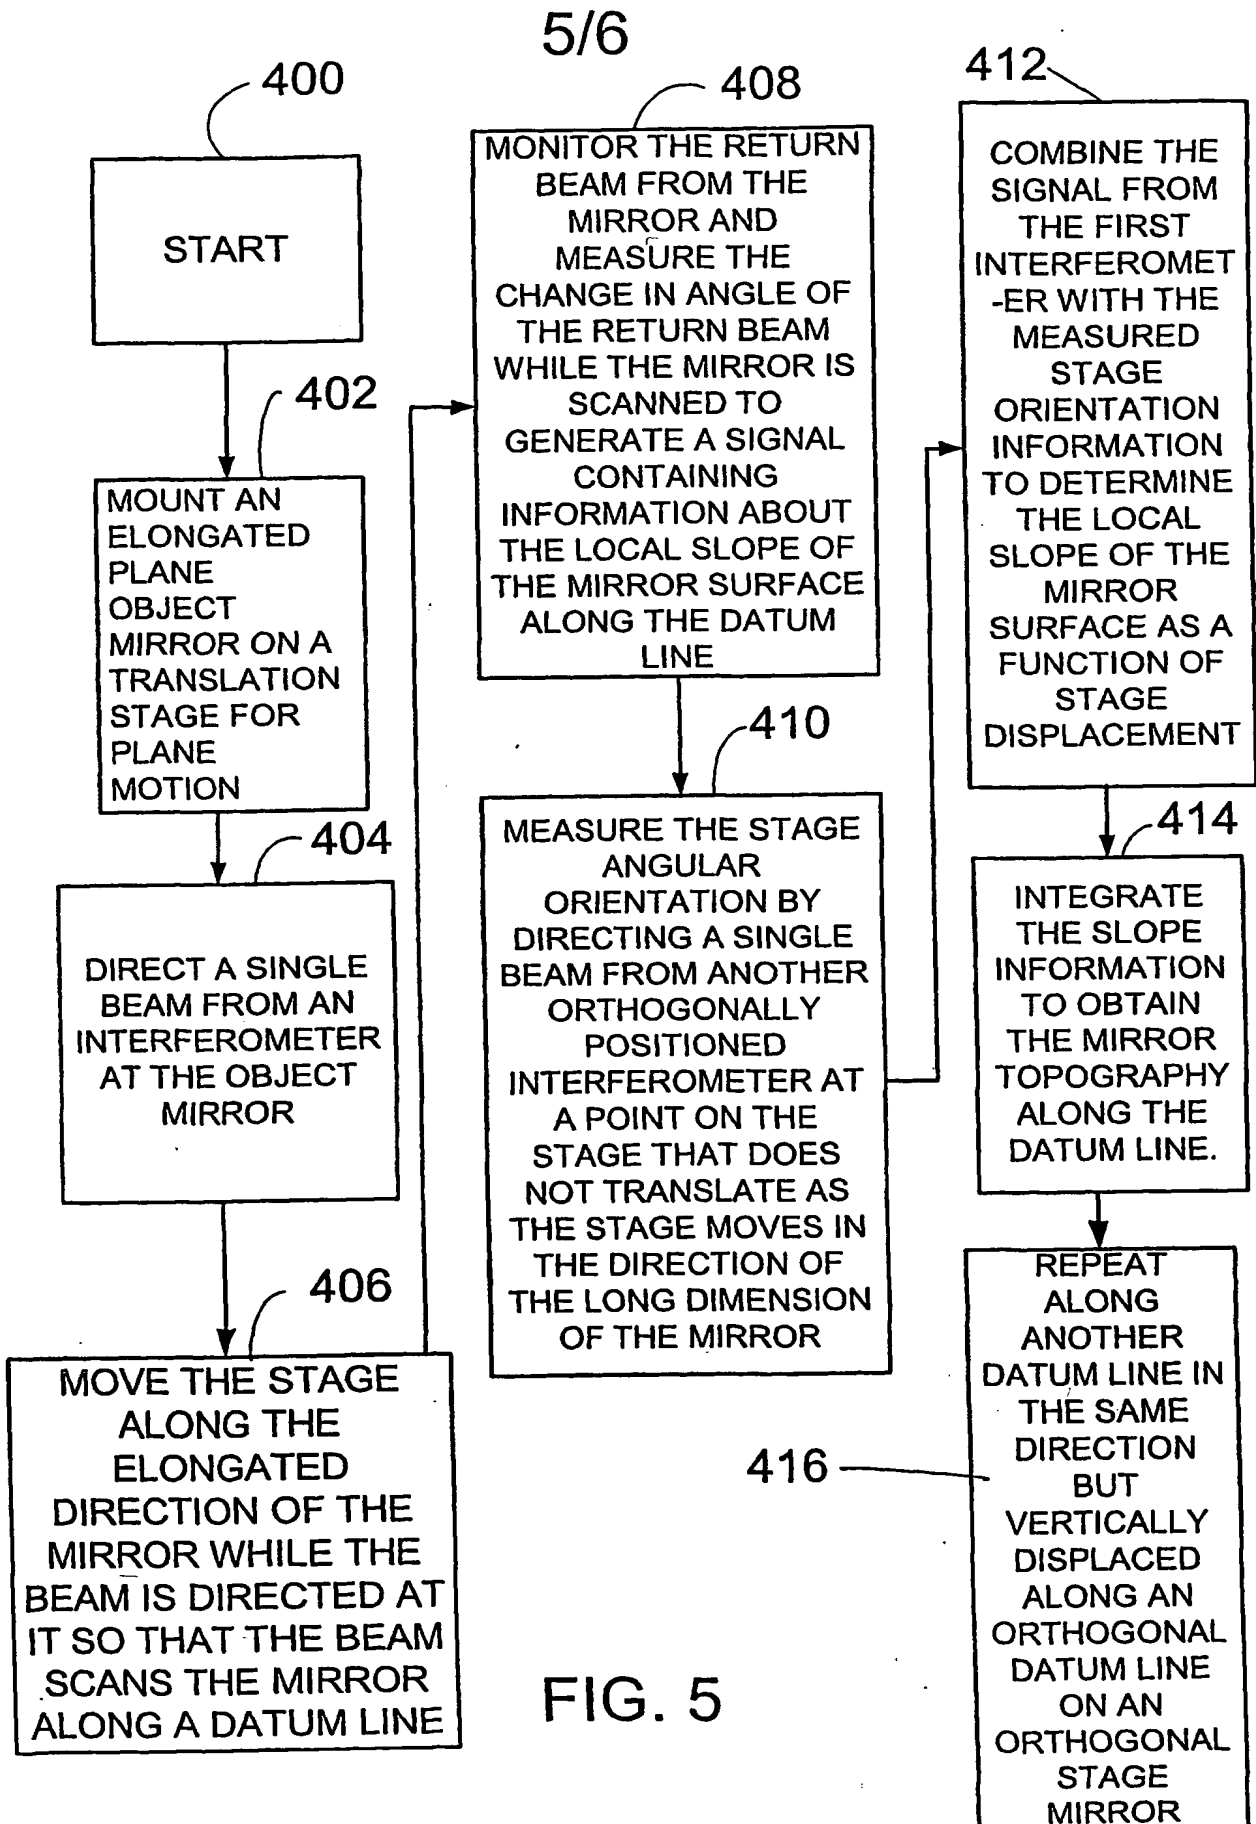 5/6
400
START
402
MOUNT AN
ELONGATED
PLANE
OBJECT
MIRROR ON A
TRANSLATION
STAGE FOR
PLANE
MOTION
404
DIRECT A SINGLE
BEAM FROM AN
INTERFEROMETER
AT THE OBJECT
MIRROR
406
MOVE THE STAGE
ALONG THE
ELONGATED
DIRECTION OF THE
MIRROR WHILE THE
BEAM IS DIRECTED AT
IT SO THAT THE BEAM
SCANS THE MIRROR
ALONG A DATUM LINE
408
MONITOR THE RETURN
BEAM FROM THE
MIRROR AND
MEASURE THE
CHANGE IN ANGLE OF
THE RETURN BEAM
WHILE THE MIRROR IS
SCANNED TO
GENERATE A SIGNAL
CONTAINING
INFORMATION ABOUT
THE LOCAL SLOPE OF
THE MIRROR SURFACE
ALONG THE DATUM
LINE
410
MEASURE THE STAGE
ANGULAR
ORIENTATION BY
DIRECTING A SINGLE
BEAM FROM ANOTHER
ORTHOGONALLY
POSITIONED
INTERFEROMETER AT
A POINT ON THE
STAGE THAT DOES
NOT TRANSLATE AS
THE STAGE MOVES IN
THE DIRECTION OF
THE LONG DIMENSION
OF THE MIRROR
412
COMBINE THE
SIGNAL FROM
THE FIRST
INTERFEROMET
-ER WITH THE
MEASURED
STAGE
ORIENTATION
INFORMATION
TO DETERMINE
THE LOCAL
SLOPE OF THE
MIRROR
SURFACE AS A
FUNCTION OF
STAGE
DISPLACEMENT
414
INTEGRATE
THE SLOPE
INFORMATION
TO OBTAIN
THE MIRROR
TOPOGRAPHY
ALONG THE
DATUM LINE.
416
REPEAT
ALONG
ANOTHER
DATUM LINE IN
THE SAME
DIRECTION
BUT
VERTICALLY
DISPLACED
ALONG AN
ORTHOGONAL
DATUM LINE
ON AN
ORTHOGONAL
STAGE
MIRROR
FIG. 5